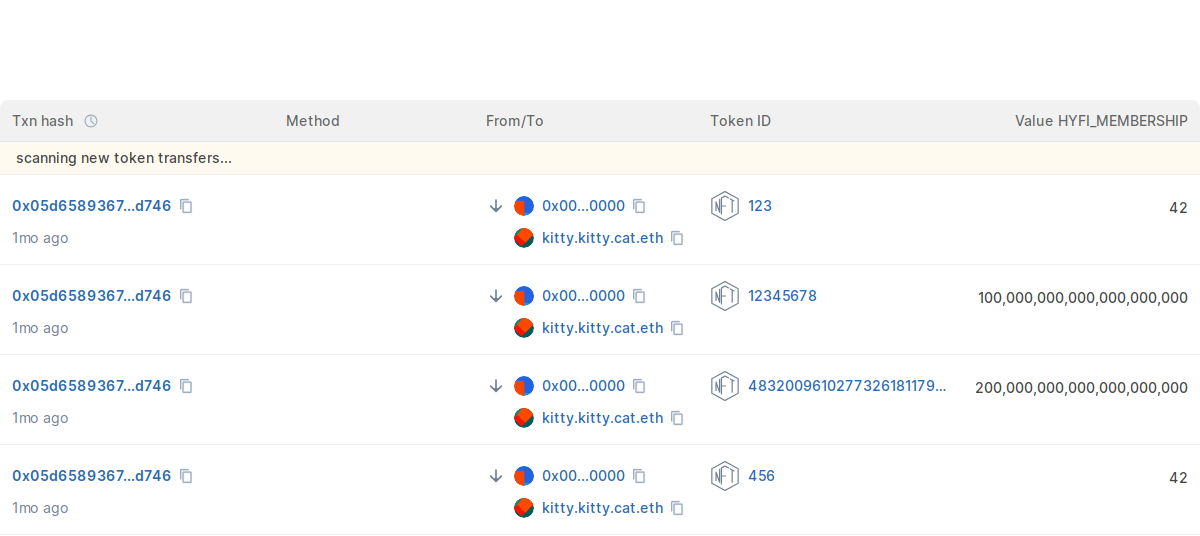 Txn hash Method From/To Token ID Value HYFI_MEMBERSHIP
scanning new token transfers...
0x05d6589367...d746 0x00...0000 NFT 123 42
1mo ago kitty.kitty.cat.eth
0x05d6589367...d746 0x00...0000 NFT 12345678 100,000,000,000,000,000,000
1mo ago kitty.kitty.cat.eth
0x05d6589367...d746 0x00...0000 NFT 4832009610277326181179... 200,000,000,000,000,000,000
1mo ago kitty.kitty.cat.eth
0x05d6589367...d746 0x00...0000 NFT 456 42
1mo ago kitty.kitty.cat.eth